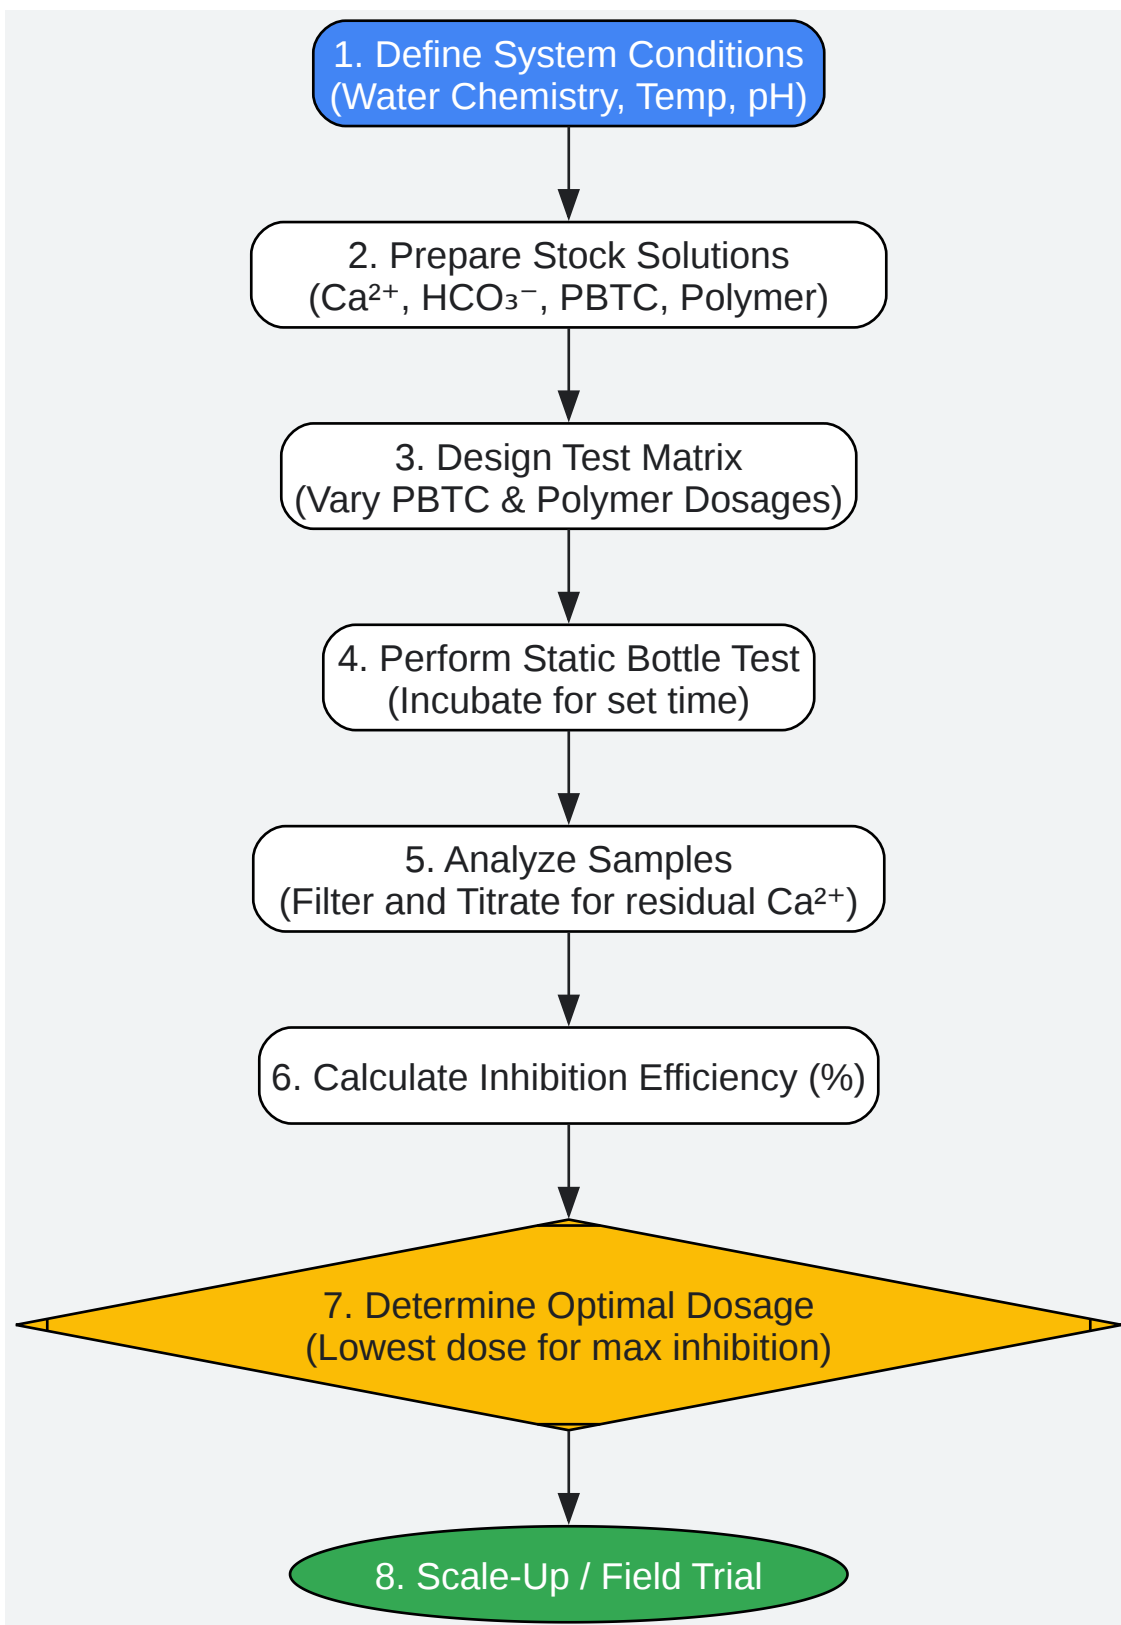 1. Define System Conditions
(Water Chemistry, Temp, pH)
2. Prepare Stock Solutions
(Ca²⁺, HCO₃⁻, PBTC, Polymer)
3. Design Test Matrix
(Vary PBTC & Polymer Dosages)
4. Perform Static Bottle Test
(Incubate for set time)
5. Analyze Samples
(Filter and Titrate for residual Ca²⁺)
6. Calculate Inhibition Efficiency (%)
7. Determine Optimal Dosage
(Lowest dose for max inhibition)
8. Scale-Up / Field Trial